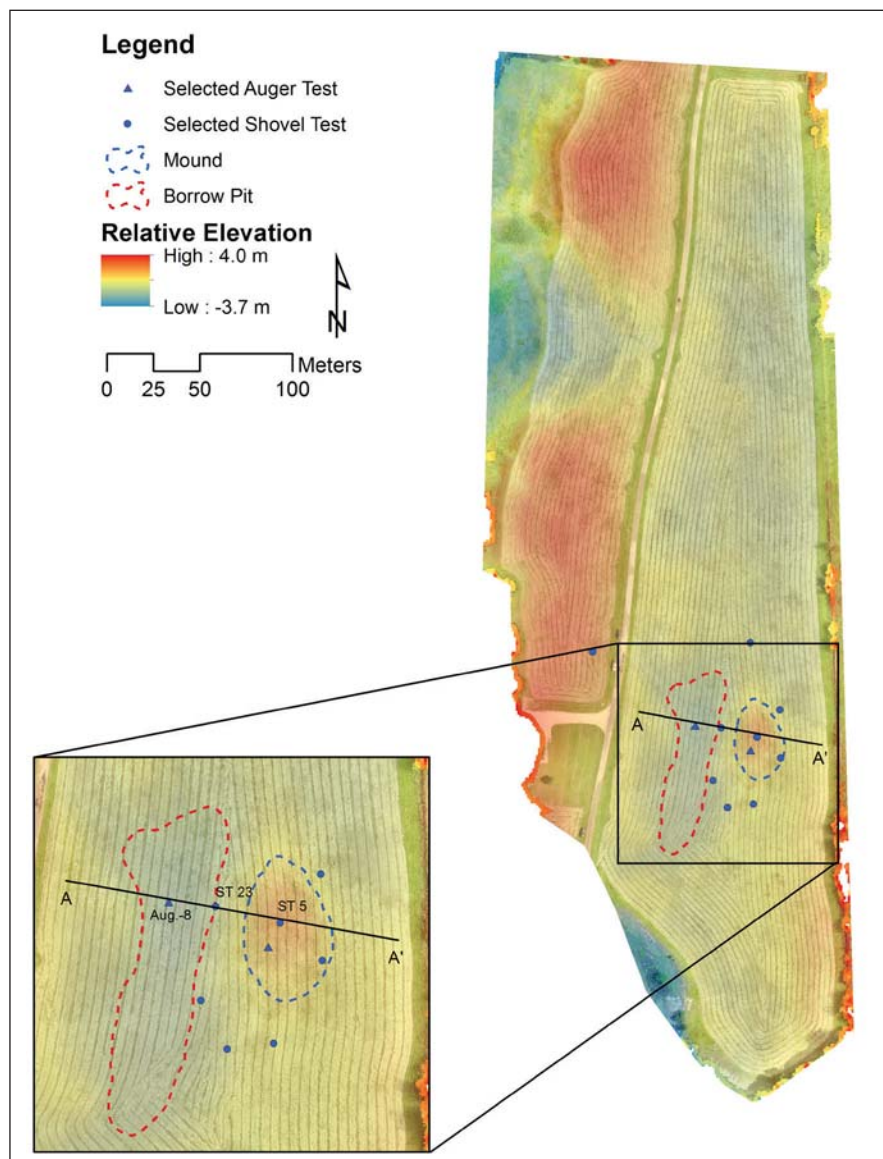 Legend
Selected Auger Test
Selected Shovel Test
Mound
Borrow Pit
Relative Elevation
High : 4.0 m
Low : -3.7 m
N
Meters
0 25 50 100
A
A'
A
Aug.-8
ST 23
ST 5
A'